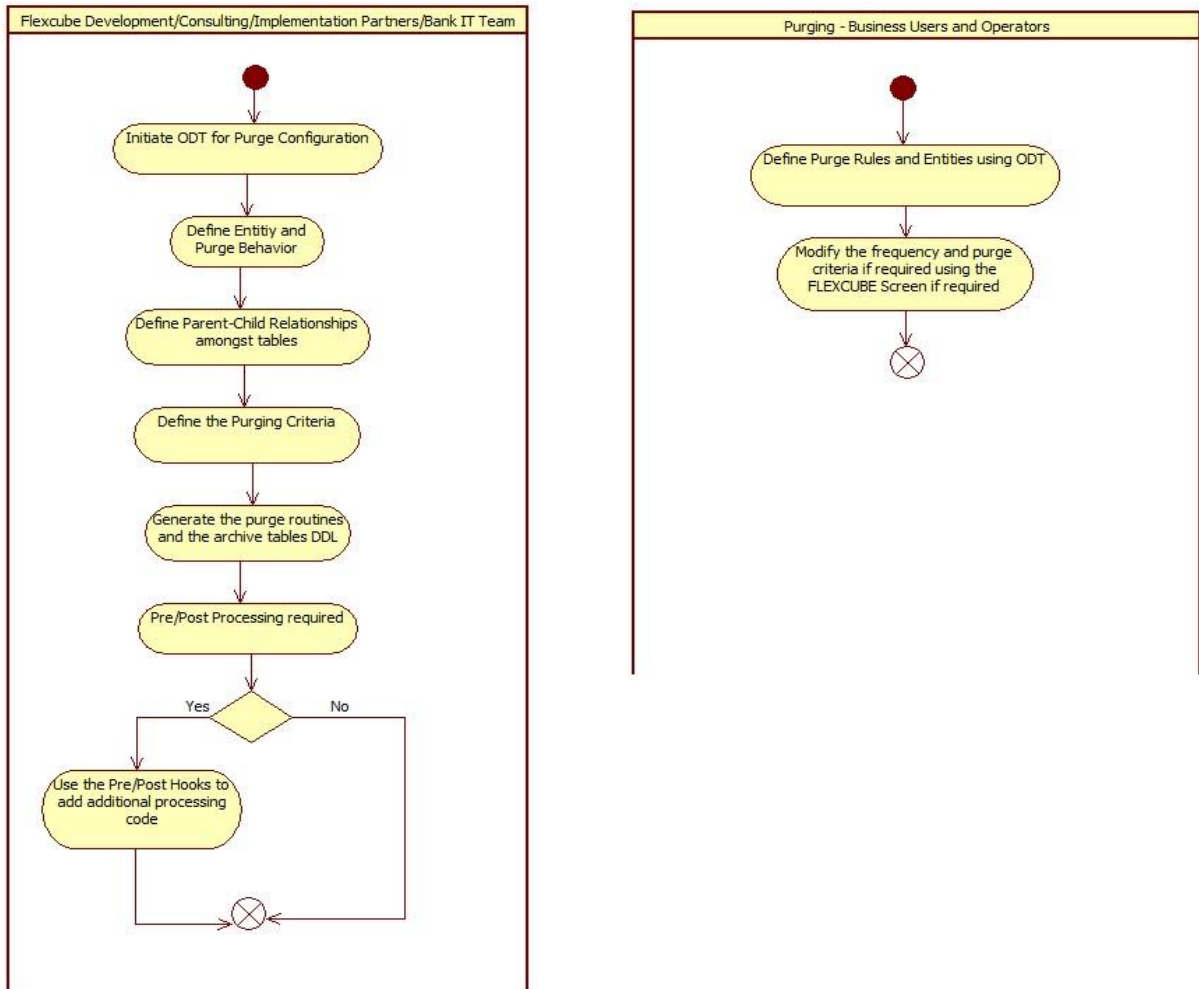 Flexcube Development/Consulting/Implementation Partners/Bank IT Team
Initiate ODT for Purge Configuration
Define Entitiy and
Purge Behavior
Define Parent-Child Relationships
amongst tables
Define the Purging Criteria
Generate the purge routines
and the archive tables DDL
Pre/Post Processing required
Yes
No
Use the Pre/Post Hooks to
add additional processing
code
Purging - Business Users and Operators
Define Purge Rules and Entities using ODT
Modify the frequency and purge
criteria if required using the
FLEXCUBE Screen if required